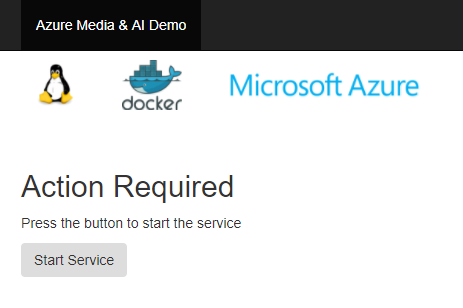 Azure Media & AI Demo
docker
Microsoft Azure
Action Required
Press the button to start the service
Start Service